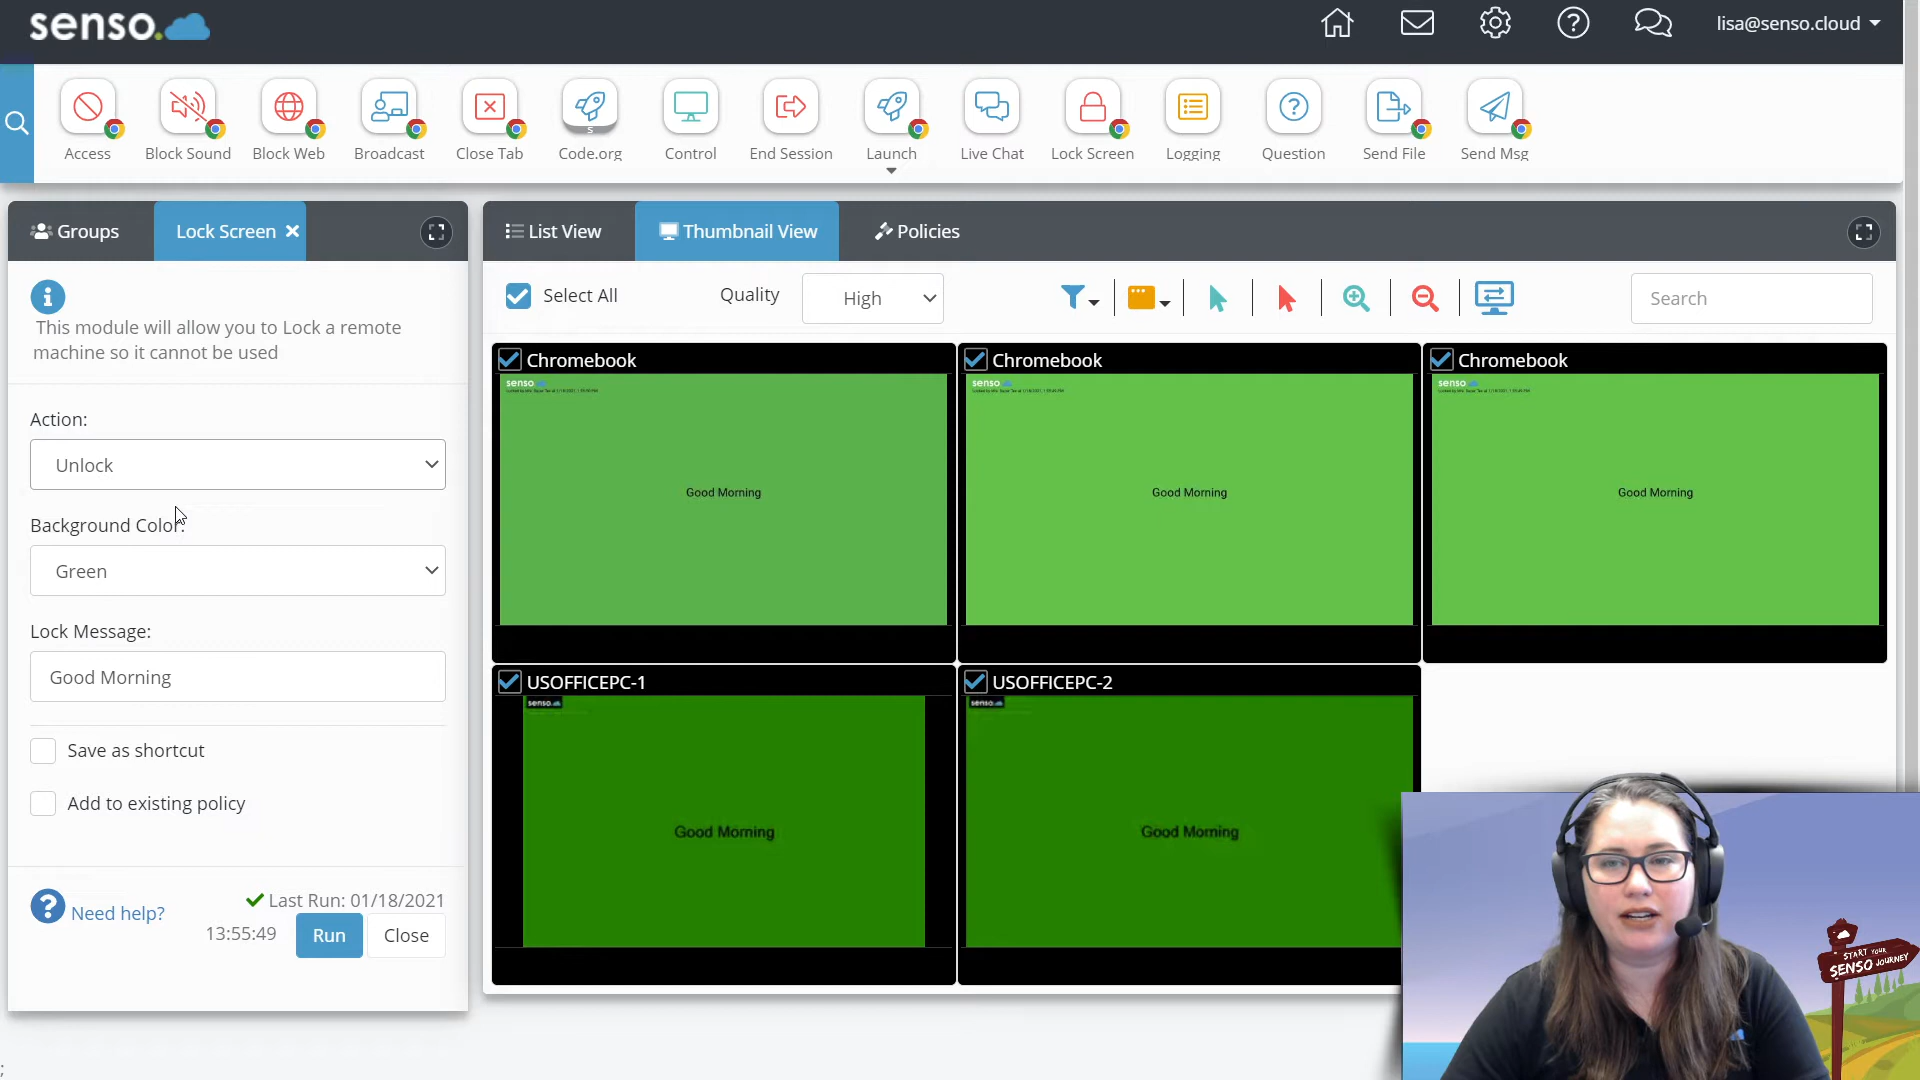 senso.
lisa@senso.cloud
Access
Block Sound
Block Web
Broadcast
Close Tab
s
Code.org
Control
End Session
Launch
Live Chat
Lock Screen
Logging
Question
Send File
Send Msg
Groups
Lock Screen
List View
Thumbnail View
Policies
This module will allow you to Lock a remote
machine so it cannot be used
Select All
Quality
High
Search
Action:
Unlock
Background Color:
Green
Lock Message:
Good Morning
Save as shortcut
Add to existing policy
Need help?
Last Run: 01/18/2021
13:55:49
Run
Close
Chromebook
senso
Good Morning
Chromebook
senso
Good Morning
Chromebook
senso
Good Morning
USOFFICEPC-1
senso
Good Morning
USOFFICEPC-2
senso
Good Morning
START YOUR
SENSO JOURNEY
;